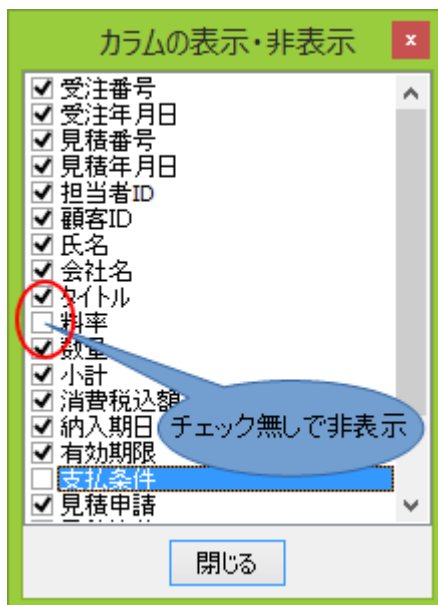 カラムの表示・非表示
x
受注番号
受注年月日
見積番号
見積年月日
担当者ID
顧客ID
氏名
会社名
タイトル
料率
数量
小計
消費税込額
納入期日
有効期限
支払条件
見積申請
チェック無しで非表示
閉じる